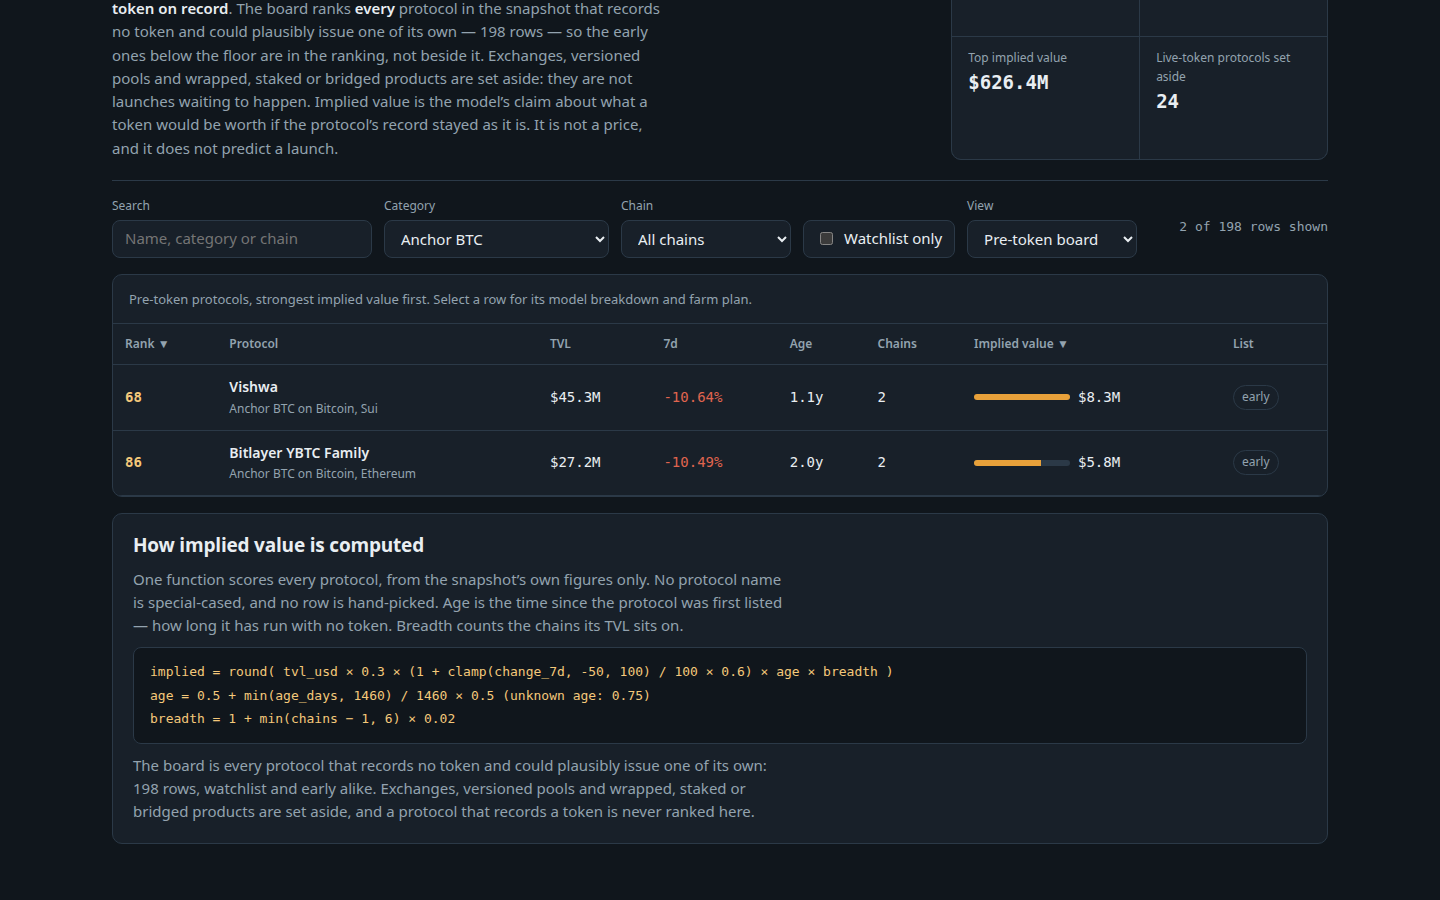 token on record. The board ranks every protocol in the snapshot that records
no token and could plausibly issue one of its own — 198 rows — so the early
ones below the floor are in the ranking, not beside it. Exchanges, versioned
pools and wrapped, staked or bridged products are set aside: they are not
launches waiting to happen. Implied value is the model’s claim about what a
token would be worth if the protocol’s record stayed as it is. It is not a price,
and it does not predict a launch.
Top implied value
$626.4M
Live-token protocols set
aside
24
Search
Name, category or chain
Category
Anchor BTC
Chain
All chains
Watchlist only
View
Pre-token board
2 of 198 rows shown
Pre-token protocols, strongest implied value first. Select a row for its model breakdown and farm plan.
Rank ▼ Protocol TVL 7d Age Chains Implied value ▼ List
68 Vishwa $45.3M -10.64% 1.1y 2 $8.3M early
Anchor BTC on Bitcoin, Sui
86 Bitlayer YBTC Family $27.2M -10.49% 2.0y 2 $5.8M early
Anchor BTC on Bitcoin, Ethereum
How implied value is computed
One function scores every protocol, from the snapshot’s own figures only. No protocol name
is special-cased, and no row is hand-picked. Age is the time since the protocol was first listed
— how long it has run with no token. Breadth counts the chains its TVL sits on.
implied = round( tvl_usd × 0.3 × (1 + clamp(change_7d, -50, 100) / 100 × 0.6) × age × breadth )
age = 0.5 + min(age_days, 1460) / 1460 × 0.5 (unknown age: 0.75)
breadth = 1 + min(chains − 1, 6) × 0.02
The board is every protocol that records no token and could plausibly issue one of its own:
198 rows, watchlist and early alike. Exchanges, versioned pools and wrapped, staked or
bridged products are set aside, and a protocol that records a token is never ranked here.